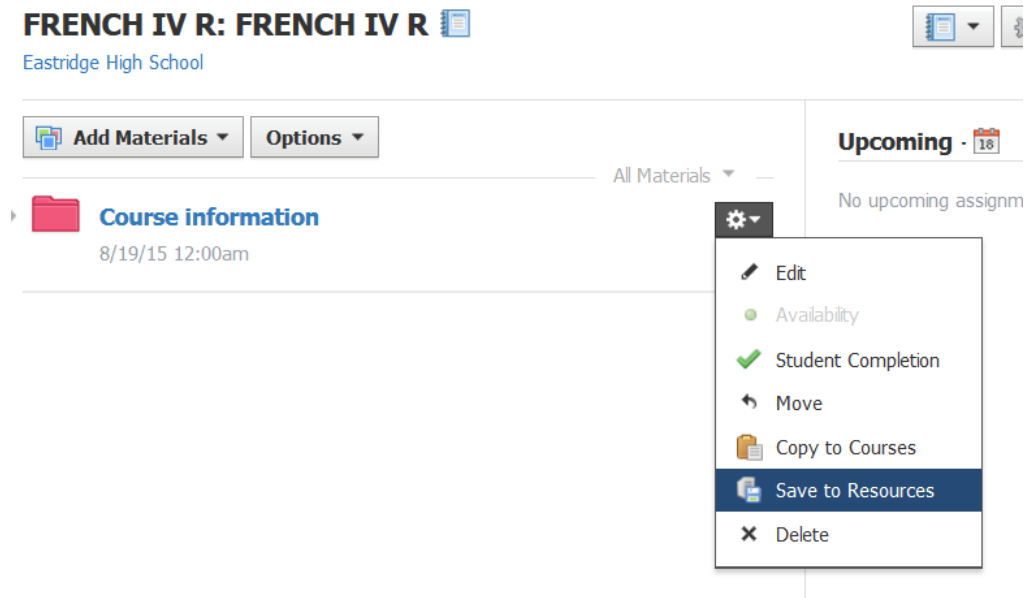 FRENCH IV R: FRENCH IV R
Eastridge High School
Add Materials
Options
All Materials
Course information
8/19/15 12:00am
Edit
Availability
Student Completion
Move
Copy to Courses
Save to Resources
Delete
Upcoming ·
18
No upcoming assignm